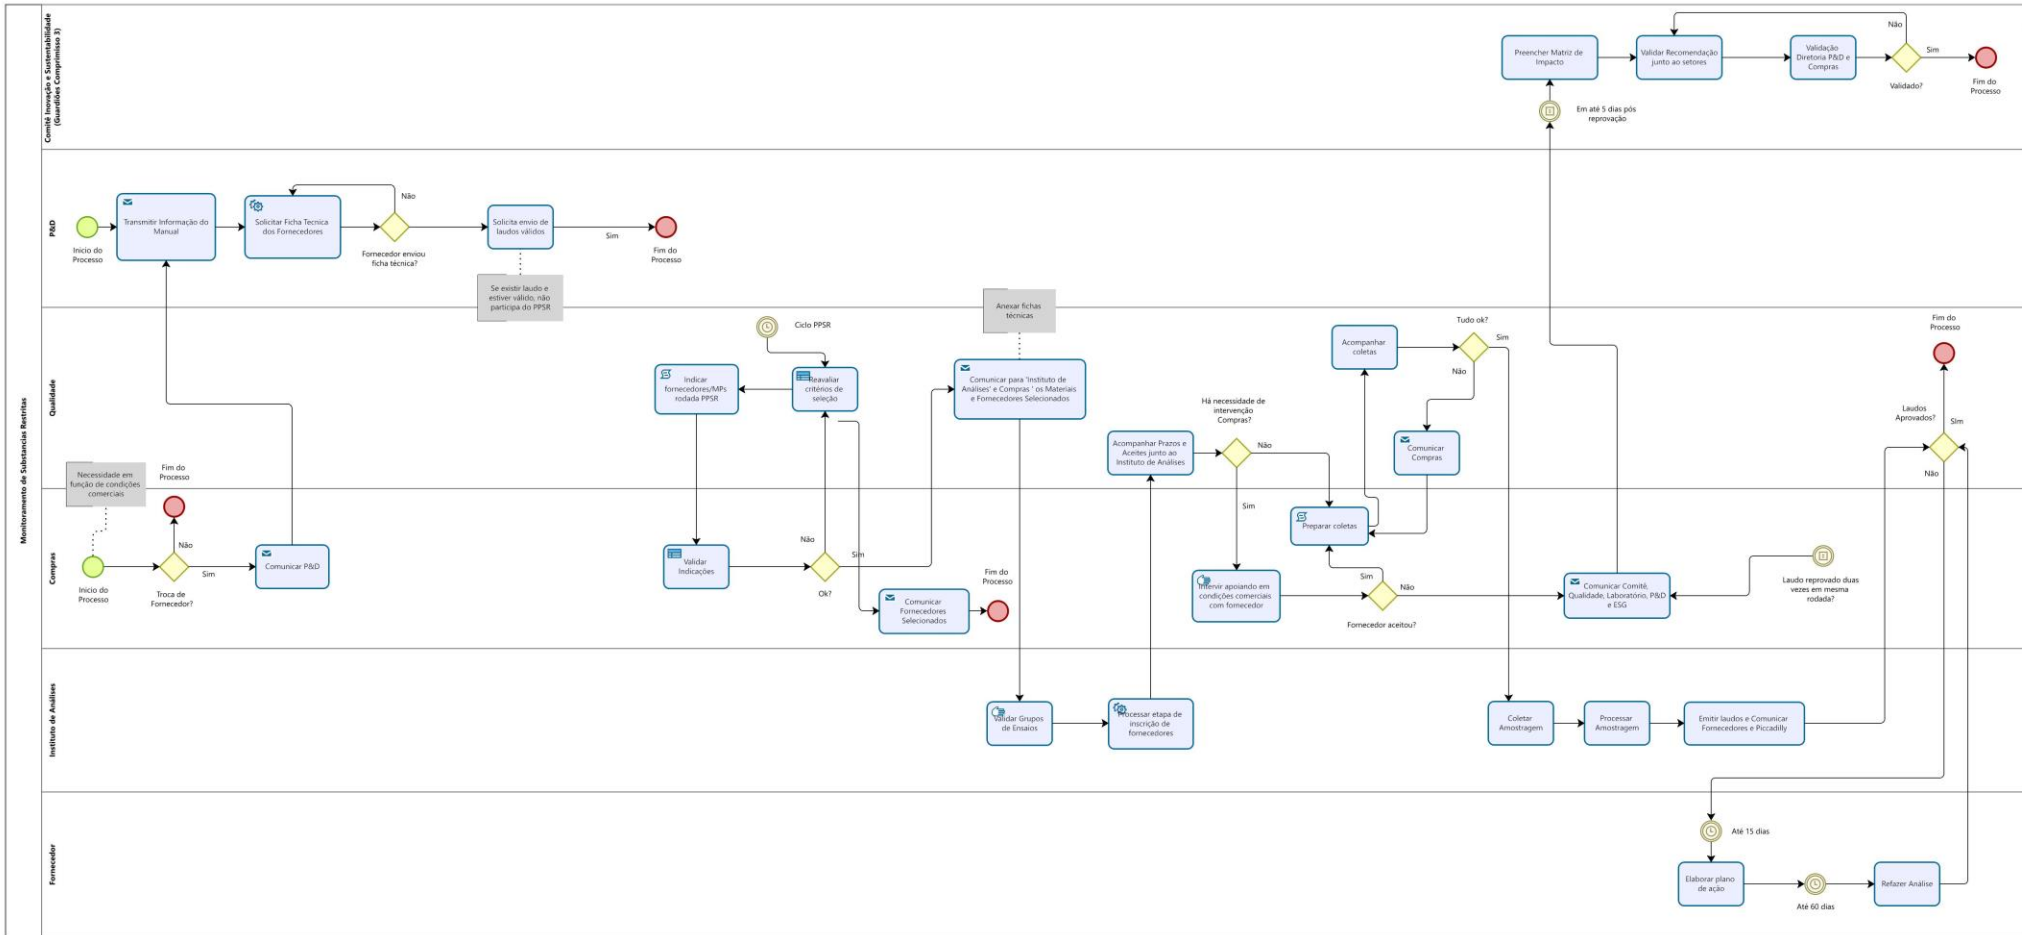 Monitoramento de Substancias Restritas
Comitê Inovação e Sustentabilidade
(Guardiões Comprimisso 3)
Preencher Matriz de
Impacto
Validar Recomendação
junto ao setores
Validação
Diretoria P&D e
Compras
Não
Sim
Validado?
Fim do
Processo
Em até 5 dias pós
reprovação
P&D
Inicio do
Processo
Transmitir Informação do
Manual
Solicitar Ficha Tecnica
dos Fornecedores
Não
Fornecedor enviou
ficha técnica?
Solicita envio de
laudos válidos
Sim
Fim do
Processo
Se existir laudo e
estiver válido, não
participa do PPSR
Qualidade
Ciclo PPSR
Indicar
fornecedores/MPs
rodada PPSR
Reavaliar
critérios de
seleção
Anexar fichas
técnicas
Comunicar para 'Instituto de
Análises' e Compras ' os Materiais
e Fornecedores Selecionados
Acompanhar Prazos e
Aceites junto ao
Instituto de Análises
Há necessidade de
intervenção
Compras?
Não
Sim
Acompanhar
coletas
Tudo ok?
Sim
Não
Comunicar
Compras
Fim do
Processo
Laudos
Aprovados?
Sim
Não
Compras
Necessidade em
função de condições
comerciais
Inicio do
Processo
Fim do
Processo
Não
Sim
Troca de
Fornecedor?
Comunicar P&D
Validar
Indicações
Não
Sim
Ok?
Comunicar
Fornecedores
Selecionados
Fim do
Processo
Preparar coletas
Intervir apoiando em
condições comerciais
com fornecedor
Sim
Não
Fornecedor aceitou?
Comunicar Comitê,
Qualidade, Laboratório, P&D
e ESG
Laudo reprovado duas
vezes em mesma
rodada?
Instituto de Análises
Validar Grupos
de Ensaios
Processar etapa de
inscrição de
fornecedores
Coletar
Amostragem
Processar
Amostragem
Emitir laudos e Comunicar
Fornecedores e Piccadilly
Fornecedor
Até 15 dias
Elaborar plano
de ação
Até 60 dias
Refazer Análise